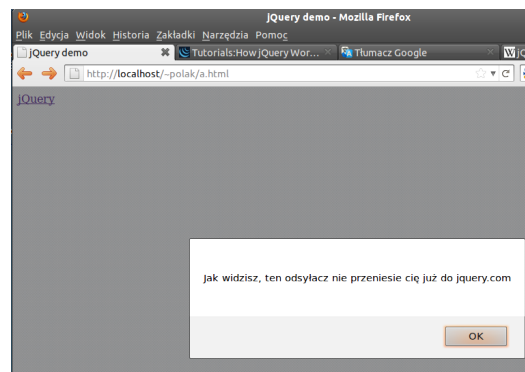 jQuery demo - Mozilla Firefox
Plik Edycja Widok Historia Zakładki Narzędzia Pomoc
jQuery demo
Tutorials:How jQuery Wor...
Tłumacz Google
http://localhost/~polak/a.html
jQuery
Jak widzisz, ten odsyłacz nie przeniesie cię już do jquery.com
OK